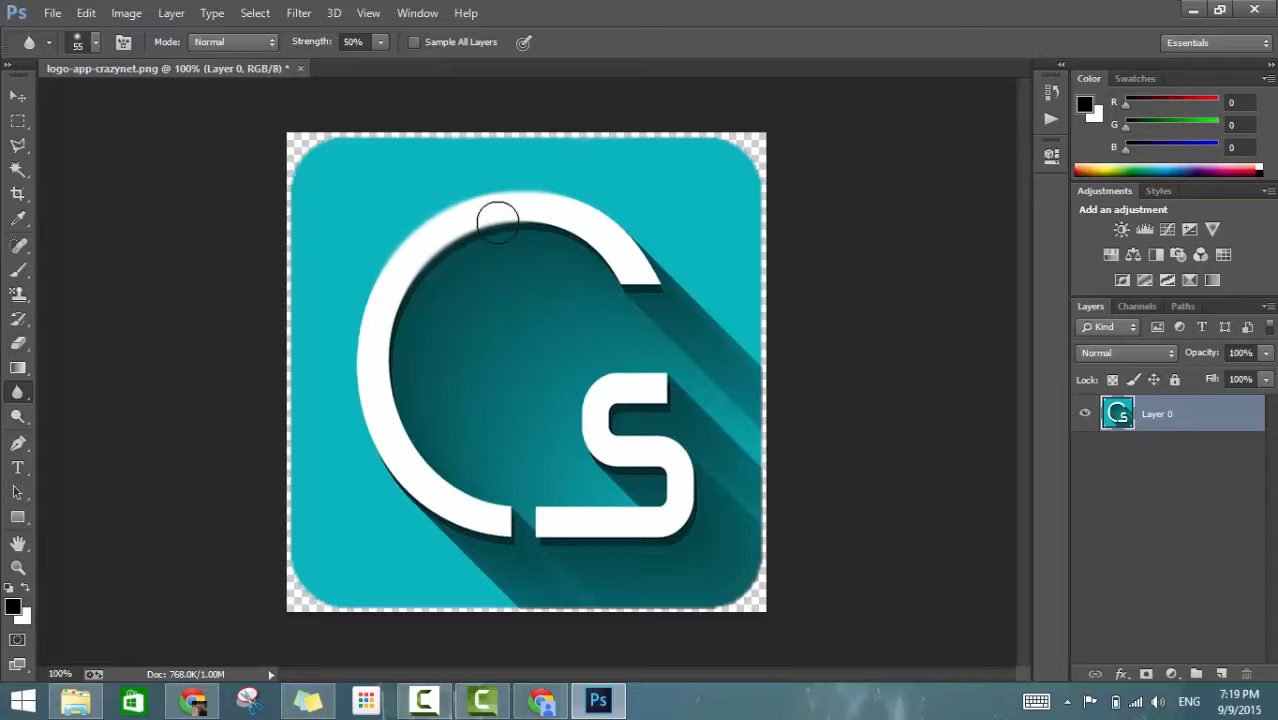 Ps File Edit Image Layer Type Select Filter 3D View Window Help
55 Mode: Normal Strength: 50% Sample All Layers Essentials
logo-app-crazynet.png @ 100% (Layer 0, RGB/8) *
Color Swatches
R 0
G 0
B 0
Adjustments Styles
Add an adjustment
Layers Channels Paths
Kind
Normal Opacity: 100%
Lock: Fill: 100%
Layer 0
Cs
100% Doc: 768.0K/1.00M
Ps ENG 7:19 PM
9/9/2015